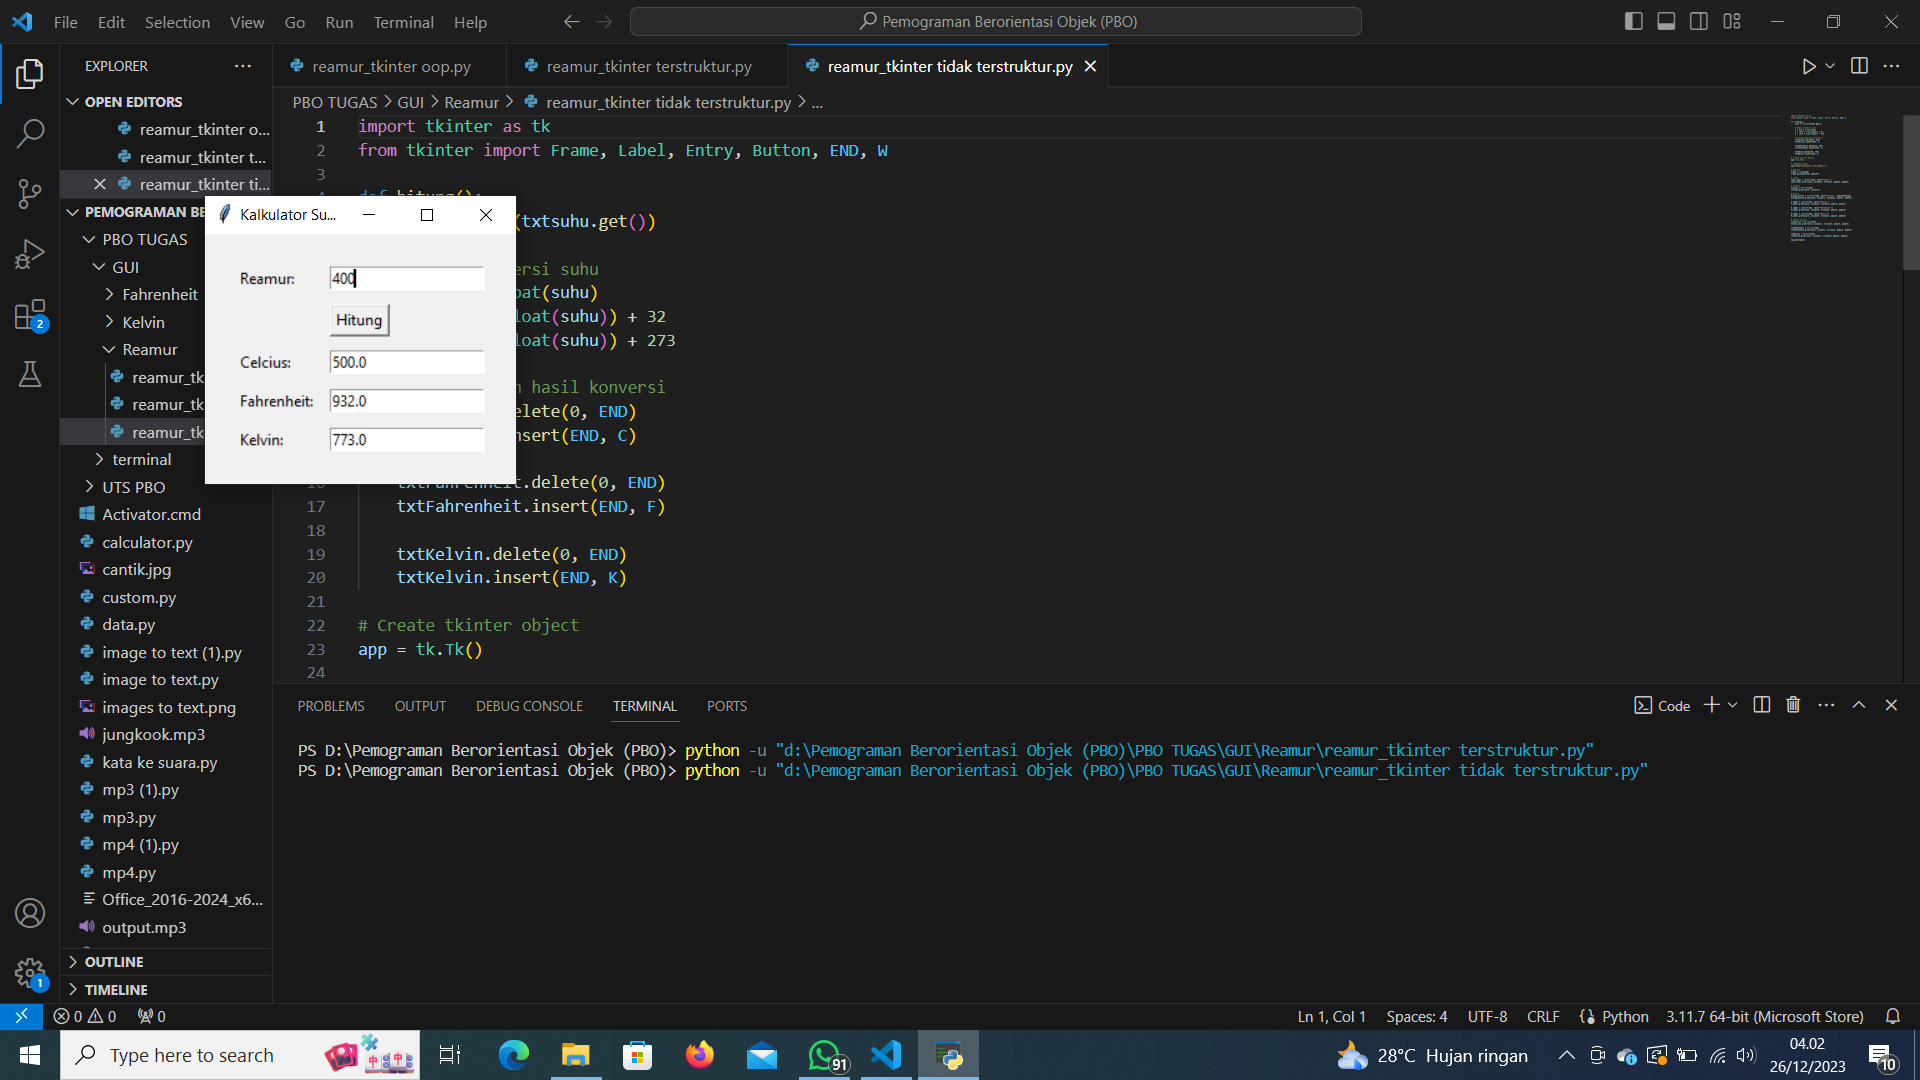 File Edit Selection View Go Run Terminal Help
Pemograman Berorientasi Objek (PBO)
EXPLORER
reamur_tkinter oop.py
reamur_tkinter terstruktur.py
reamur_tkinter tidak terstruktur.py
PBO TUGAS > GUI > Reamur > reamur_tkinter tidak terstruktur.py > ...
OPEN EDITORS
reamur_tkinter o...
reamur_tkinter t...
reamur_tkinter ti...
PEMOGRAMAN BE
PBO TUGAS
GUI
Fahrenheit
Kelvin
Reamur
reamur_tk
reamur_tk
reamur_tk
terminal
UTS PBO
Activator.cmd
calculator.py
cantik.jpg
custom.py
data.py
image to text (1).py
image to text.py
images to text.png
jungkook.mp3
kata ke suara.py
mp3 (1).py
mp3.py
mp4 (1).py
mp4.py
Office_2016-2024_x6...
output.mp3
OUTLINE
TIMELINE
2
1
Kalkulator Su...
Reamur: 400
Hitung
Celcius: 500.0
Fahrenheit: 932.0
Kelvin: 773.0
1 import tkinter as tk
2 from tkinter import Frame, Label, Entry, Button, END, W
3
(txtsuhu.get())
ersi suhu
oat(suhu)
loat(suhu)) + 32
loat(suhu)) + 273
n hasil konversi
elete(0, END)
nsert(END, C)
16 txtFahrenheit.delete(0, END)
17 txtFahrenheit.insert(END, F)
18
19 txtKelvin.delete(0, END)
20 txtKelvin.insert(END, K)
21
22 # Create tkinter object
23 app = tk.Tk()
24
PROBLEMS OUTPUT DEBUG CONSOLE TERMINAL PORTS
Code
PS D:\Pemograman Berorientasi Objek (PBO)> python -u "d:\Pemograman Berorientasi Objek (PBO)\PBO TUGAS\GUI\Reamur\reamur_tkinter terstruktur.py"
PS D:\Pemograman Berorientasi Objek (PBO)> python -u "d:\Pemograman Berorientasi Objek (PBO)\PBO TUGAS\GUI\Reamur\reamur_tkinter tidak terstruktur.py"
0 0 0
Ln 1, Col 1 Spaces: 4 UTF-8 CRLF Python 3.11.7 64-bit (Microsoft Store)
Type here to search
91
28°C Hujan ringan
04.02
26/12/2023
10